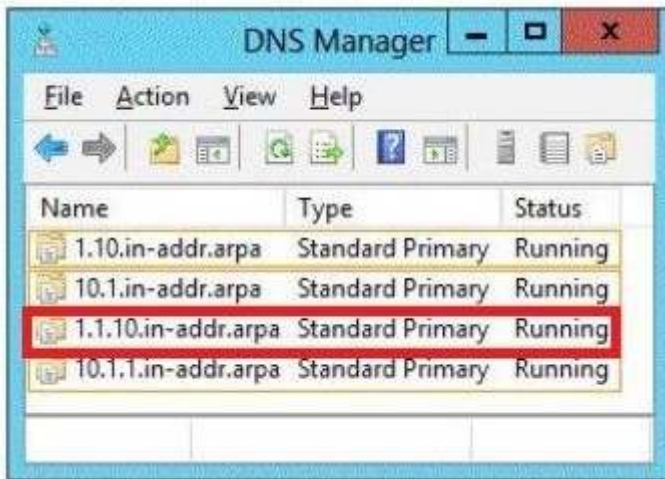 DNS Manager
File Action View Help
Name Type Status
1.10.in-addr.arpa Standard Primary Running
10.1.in-addr.arpa Standard Primary Running
1.1.10.in-addr.arpa Standard Primary Running
10.1.1.in-addr.arpa Standard Primary Running